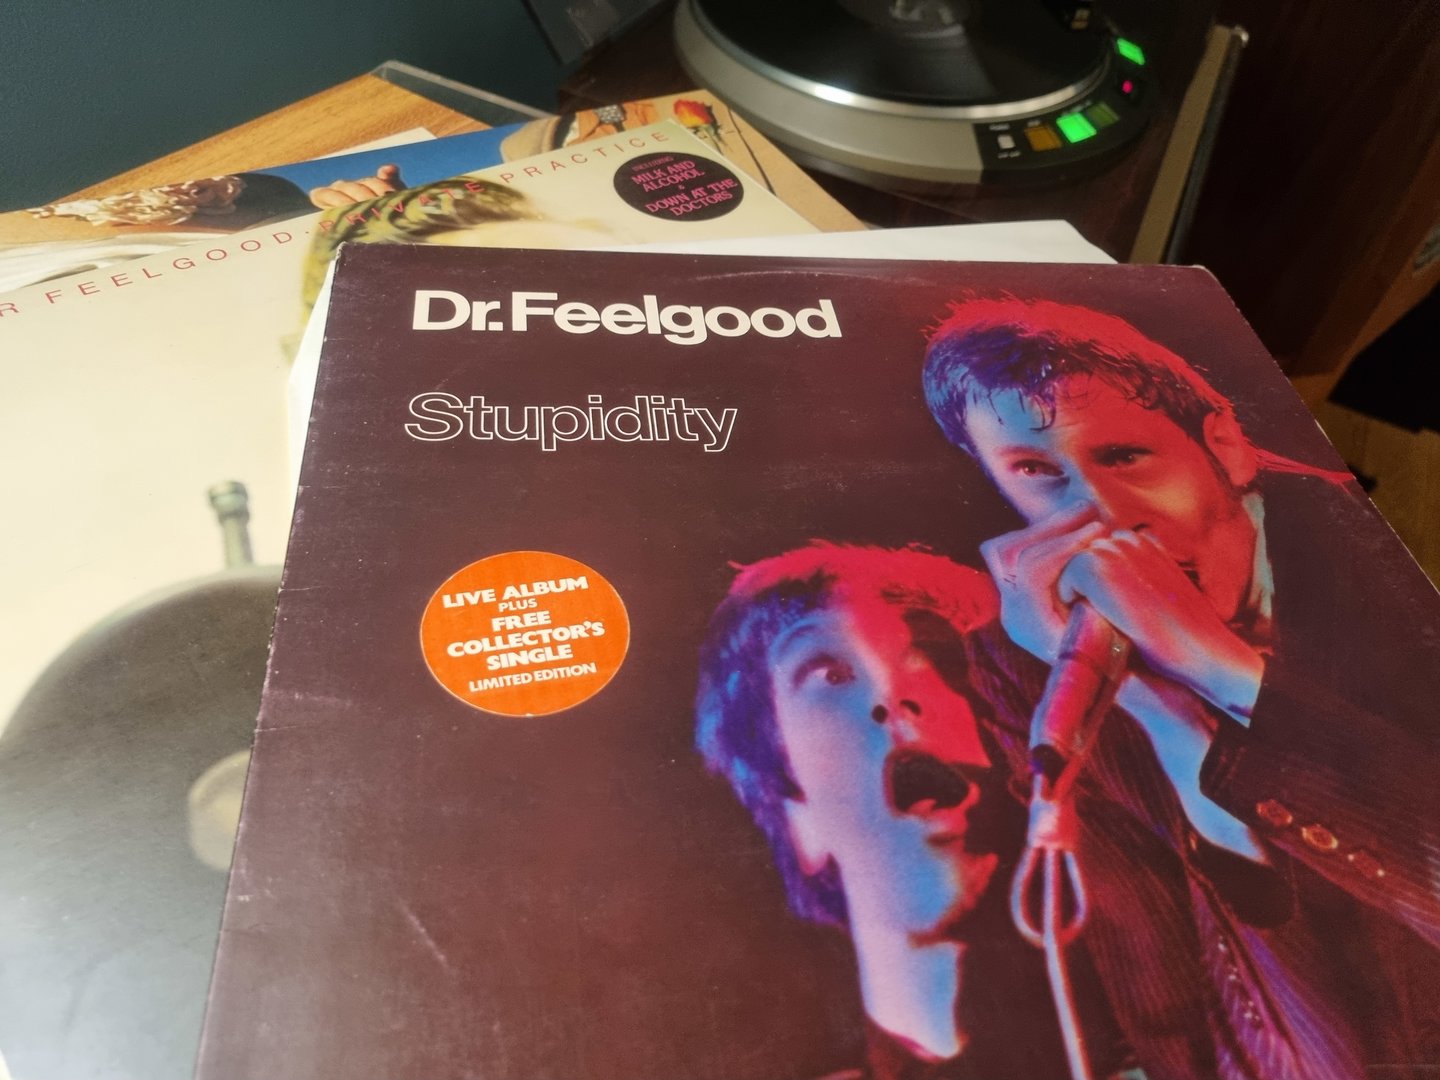 R FEELGOOD.PRIVATE PRACTICE
INCLUDING
MILK AND
ALCOHOL
&
DOWN AT THE
DOCTORS
Dr. Feelgood
Stupidity
LIVE ALBUM
PLUS
FREE
COLLECTOR'S
SINGLE
LIMITED EDITION